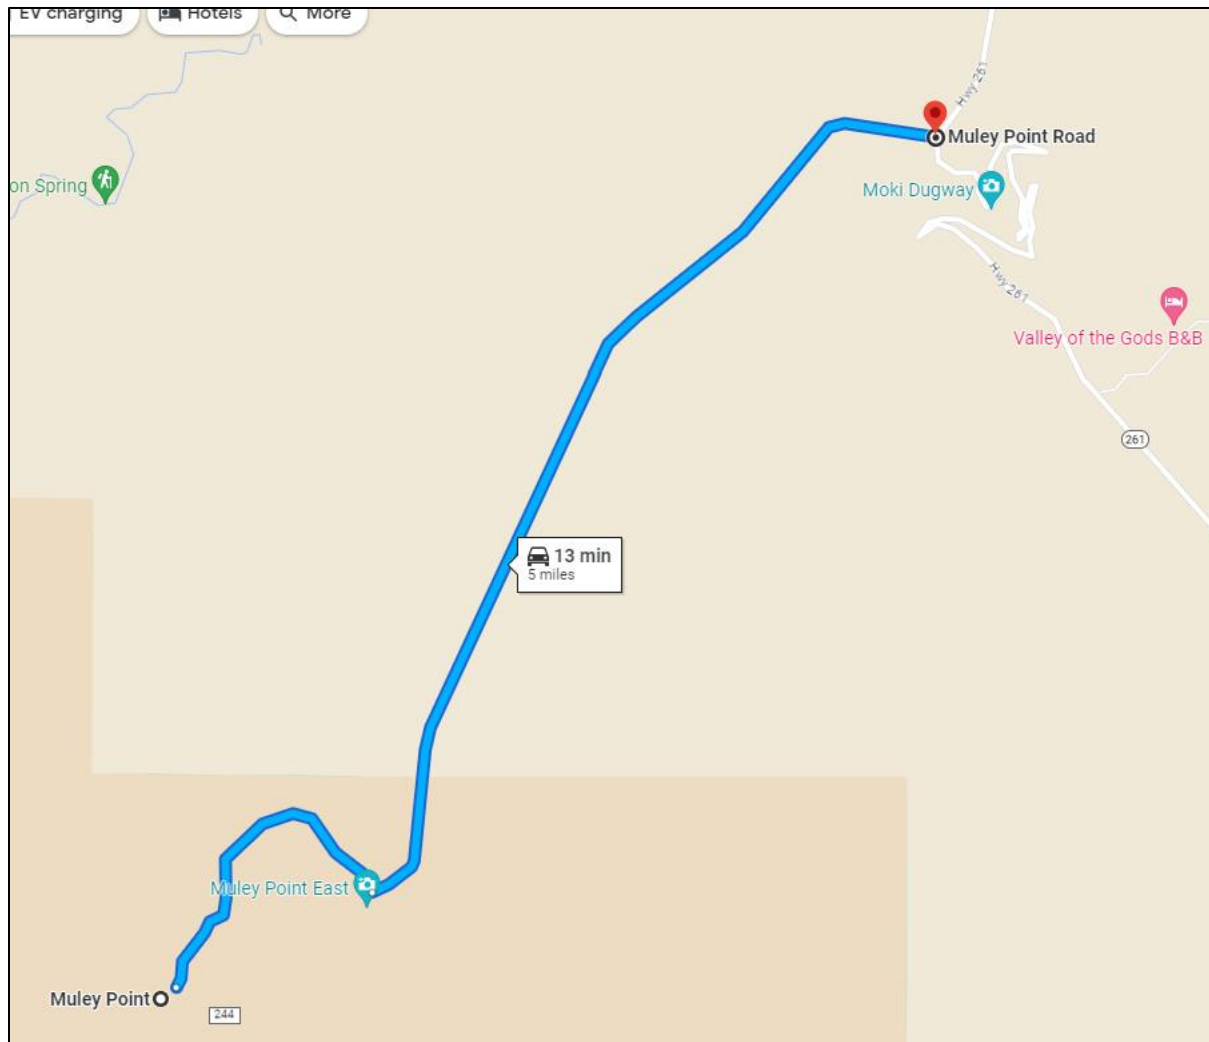 EV charging
Hotels
More
Hwy 261
Muley Point Road
on Spring
Moki Dugway
Hwy 261
Valley of the Gods B&B
261
13 min
5 miles
Muley Point East
Muley Point
244